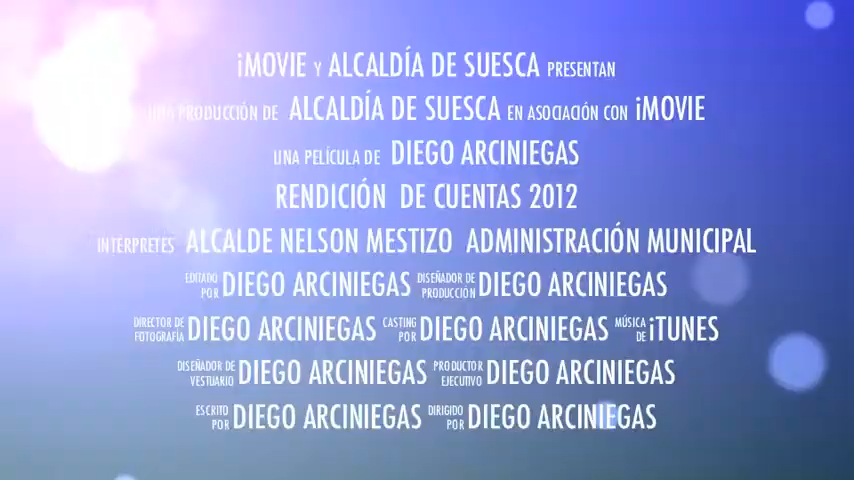 iMOVIE Y ALCALDÍA DE SUESCA PRESENTAN
UNA PRODUCCIÓN DE ALCALDÍA DE SUESCA EN ASOCIACIÓN CON iMOVIE
UNA PELÍCULA DE DIEGO ARCINIEGAS
RENDICIÓN DE CUENTAS 2012
INTÉRPRETES ALCALDE NELSON MESTIZO ADMINISTRACIÓN MUNICIPAL
EDITADO POR DIEGO ARCINIEGAS DISEÑADOR DE PRODUCCIÓN DIEGO ARCINIEGAS
DIRECTOR DE FOTOGRAFÍA DIEGO ARCINIEGAS CASTING POR DIEGO ARCINIEGAS MÚSICA DE iTUNES
DISEÑADOR DE VESTUARIO DIEGO ARCINIEGAS PRODUCTOR EJECUTIVO DIEGO ARCINIEGAS
ESCRITO POR DIEGO ARCINIEGAS DIRIGIDO POR DIEGO ARCINIEGAS